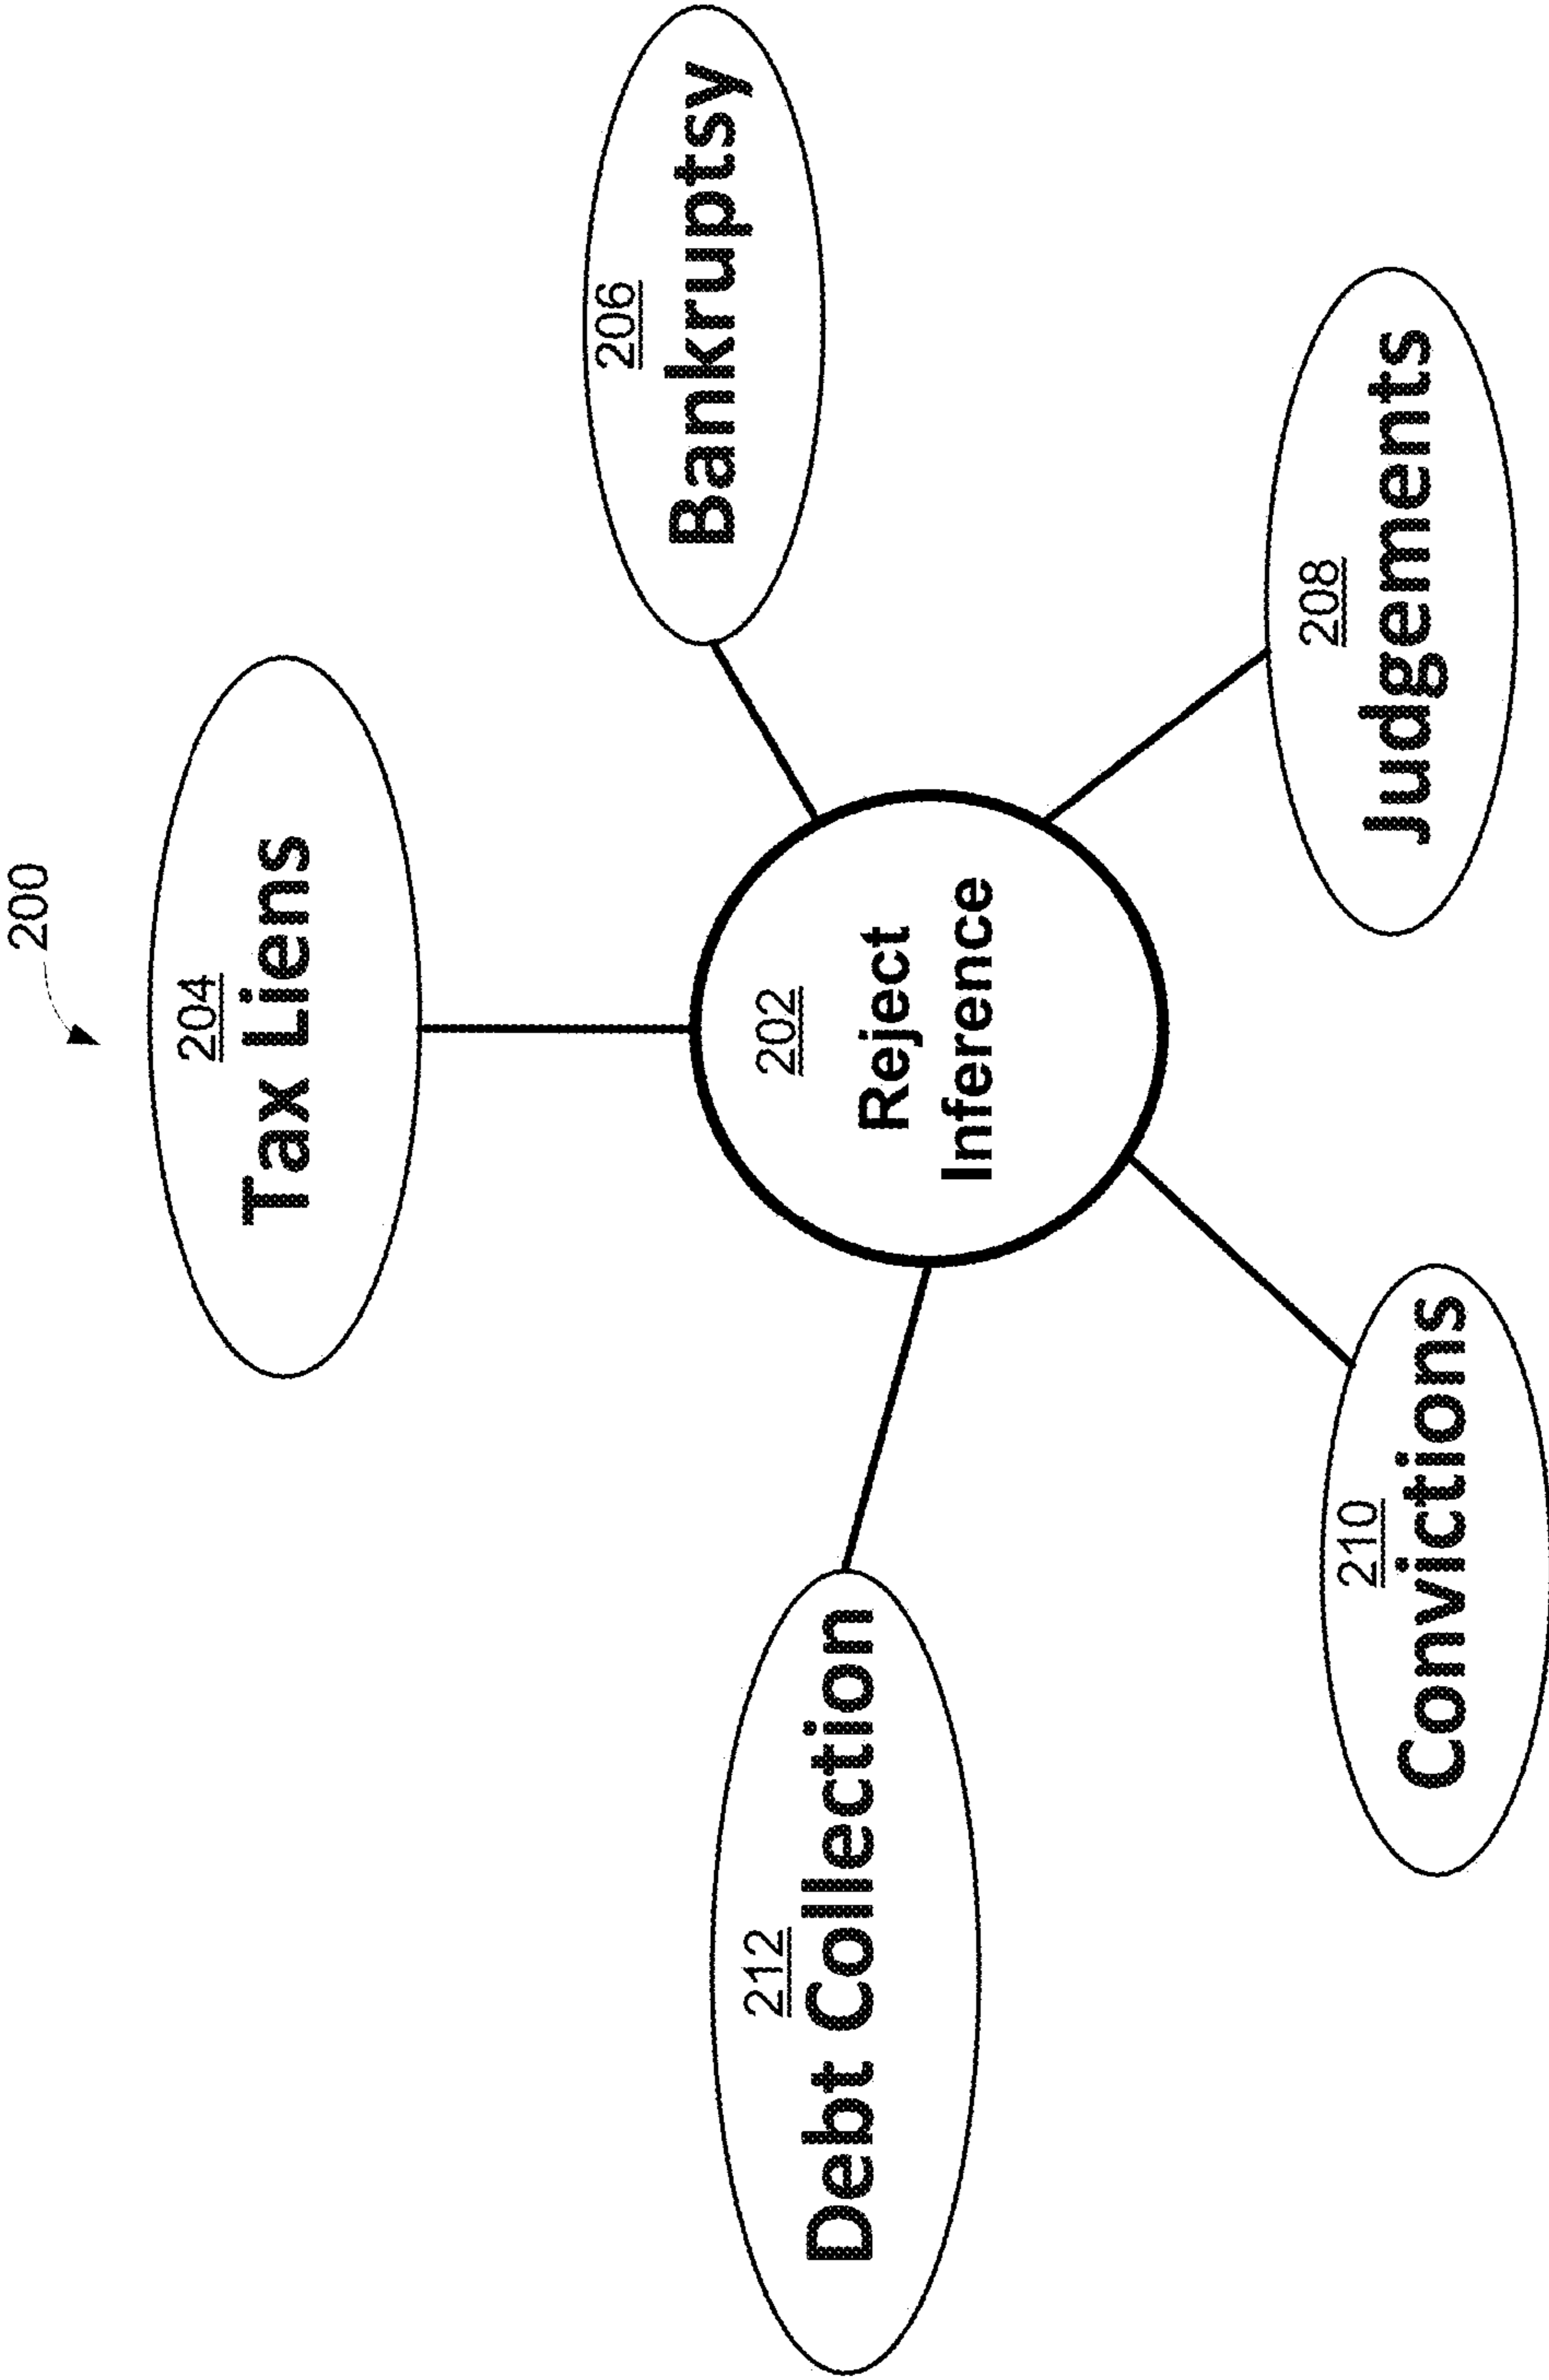 200
204
Tax Liens
206
Bankruptsy
202
Reject
Inference
212
Debt Collection
208
Judgements
210
Convictions